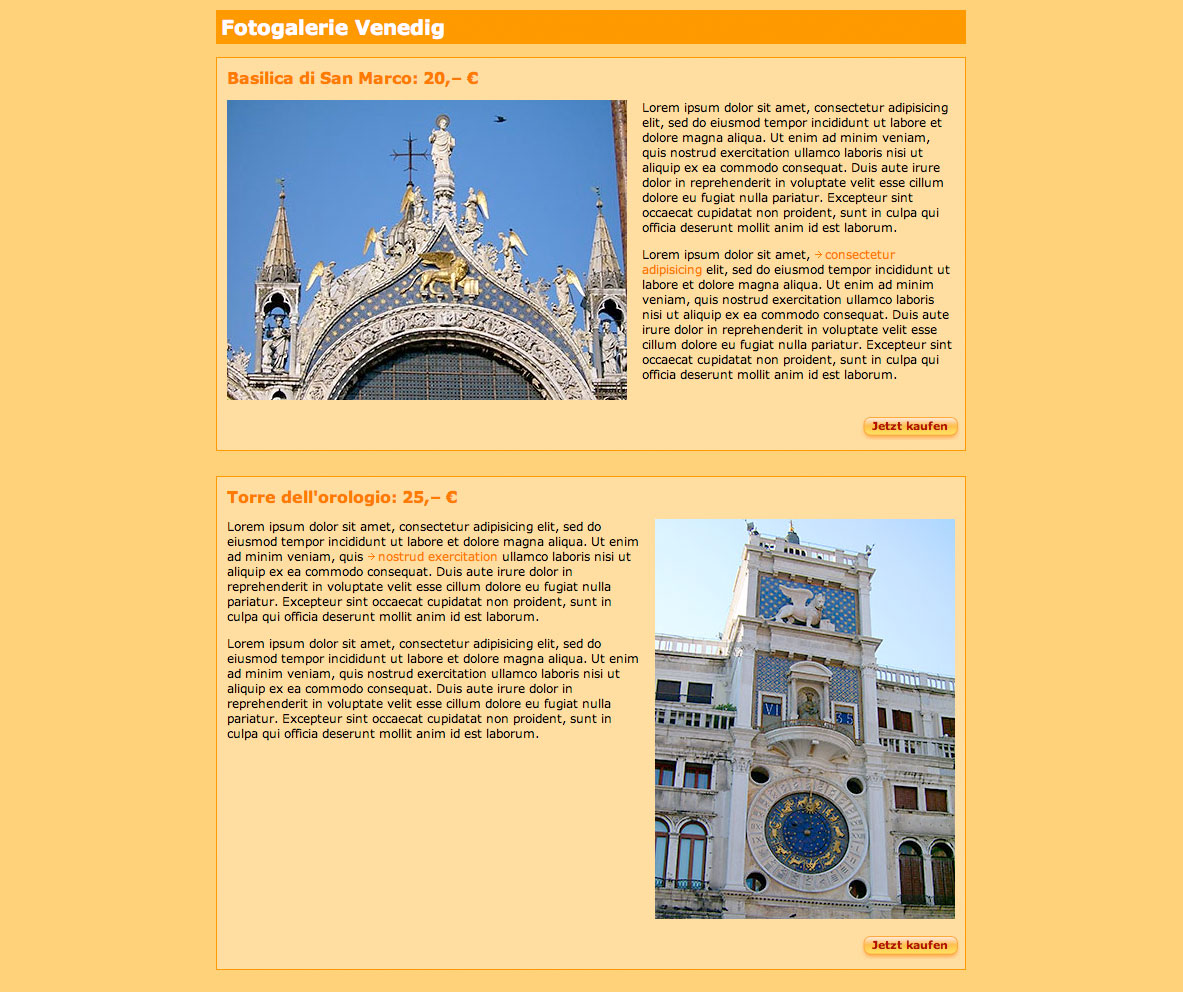 Fotogalerie Venedig
Basilica di San Marco: 20,– €
Lorem ipsum dolor sit amet, consectetur adipisicing
elit, sed do eiusmod tempor incididunt ut labore et
dolore magna aliqua. Ut enim ad minim veniam,
quis nostrud exercitation ullamco laboris nisi ut
aliquip ex ea commodo consequat. Duis aute irure
dolor in reprehenderit in voluptate velit esse cillum
dolore eu fugiat nulla pariatur. Excepteur sint
occaecat cupidatat non proident, sunt in culpa qui
officia deserunt mollit anim id est laborum.
Lorem ipsum dolor sit amet, → consectetur
adipisicing elit, sed do eiusmod tempor incididunt ut
labore et dolore magna aliqua. Ut enim ad minim
veniam, quis nostrud exercitation ullamco laboris
nisi ut aliquip ex ea commodo consequat. Duis aute
irure dolor in reprehenderit in voluptate velit esse
cillum dolore eu fugiat nulla pariatur. Excepteur sint
occaecat cupidatat non proident, sunt in culpa qui
officia deserunt mollit anim id est laborum.
Jetzt kaufen
Torre dell'orologio: 25,– €
Lorem ipsum dolor sit amet, consectetur adipisicing elit, sed do
eiusmod tempor incididunt ut labore et dolore magna aliqua. Ut enim
ad minim veniam, quis → nostrud exercitation ullamco laboris nisi ut
aliquip ex ea commodo consequat. Duis aute irure dolor in
reprehenderit in voluptate velit esse cillum dolore eu fugiat nulla
pariatur. Excepteur sint occaecat cupidatat non proident, sunt in
culpa qui officia deserunt mollit anim id est laborum.
Lorem ipsum dolor sit amet, consectetur adipisicing elit, sed do
eiusmod tempor incididunt ut labore et dolore magna aliqua. Ut enim
ad minim veniam, quis nostrud exercitation ullamco laboris nisi ut
aliquip ex ea commodo consequat. Duis aute irure dolor in
reprehenderit in voluptate velit esse cillum dolore eu fugiat nulla
pariatur. Excepteur sint occaecat cupidatat non proident, sunt in
culpa qui officia deserunt mollit anim id est laborum.
VI 35
Jetzt kaufen